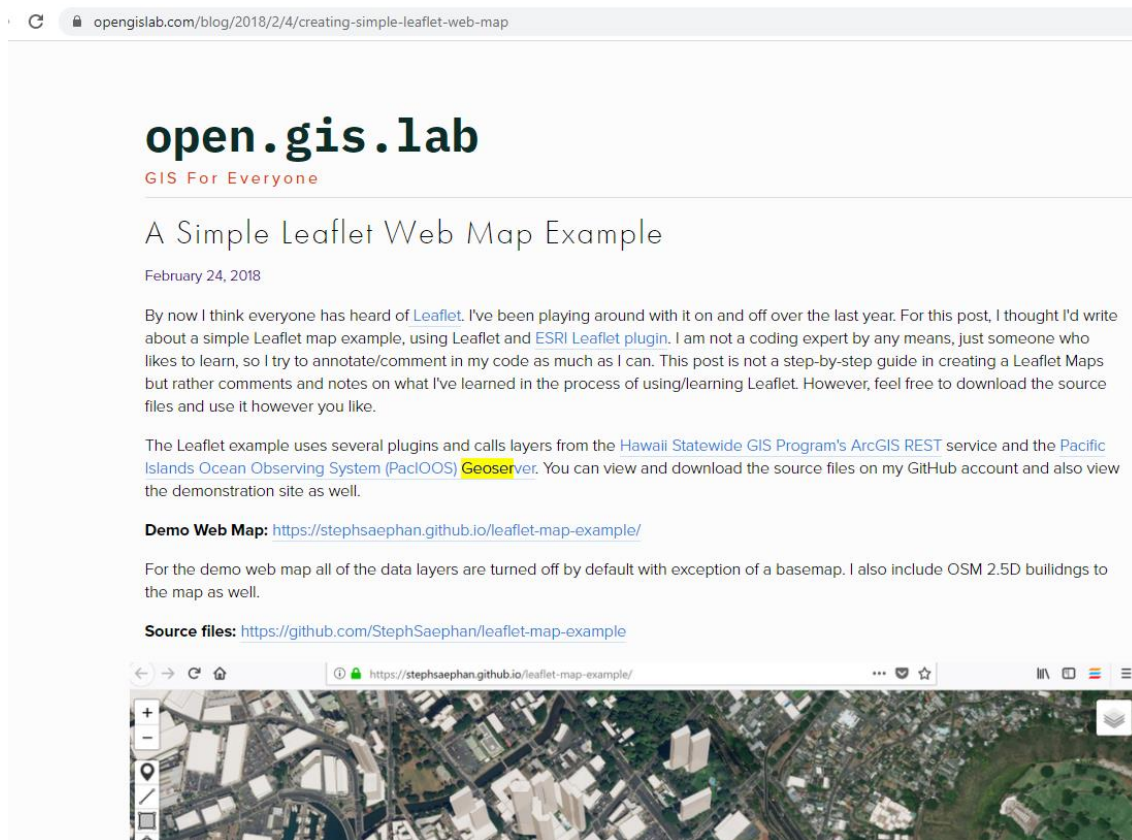 opengislab.com/blog/2018/2/4/creating-simple-leaflet-web-map
open.gis.lab
GIS For Everyone
A Simple Leaflet Web Map Example
February 24, 2018
By now I think everyone has heard of Leaflet. I've been playing around with it on and off over the last year. For this post, I thought I'd write
about a simple Leaflet map example, using Leaflet and ESRI Leaflet plugin. I am not a coding expert by any means, just someone who
likes to learn, so I try to annotate/comment in my code as much as I can. This post is not a step-by-step guide in creating a Leaflet Maps
but rather comments and notes on what I've learned in the process of using/learning Leaflet. However, feel free to download the source
files and use it however you like.
The Leaflet example uses several plugins and calls layers from the Hawaii Statewide GIS Program's ArcGIS REST service and the Pacific
Islands Ocean Observing System (PacIOOS) Geoserver. You can view and download the source files on my GitHub account and also view
the demonstration site as well.
Demo Web Map: https://stephsaephan.github.io/leaflet-map-example/
For the demo web map all of the data layers are turned off by default with exception of a basemap. I also include OSM 2.5D builidngs to
the map as well.
Source files: https://github.com/StephSaephan/leaflet-map-example
https://stephsaephan.github.io/leaflet-map-example/
+
−